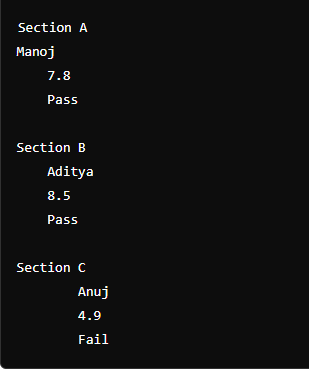 Section A
Manoj
7.8
Pass
Section B
Aditya
8.5
Pass
Section C
Anuj
4.9
Fail